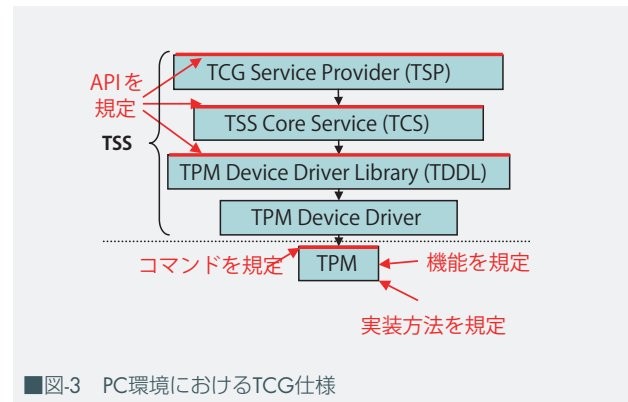 TCG Service Provider (TSP)
APIを
規定
TSS Core Service (TCS)
TSS
TPM Device Driver Library (TDDL)
TPM Device Driver
コマンドを規定
TPM
機能を規定
実装方法を規定
■図-3 PC環境におけるTCG仕様